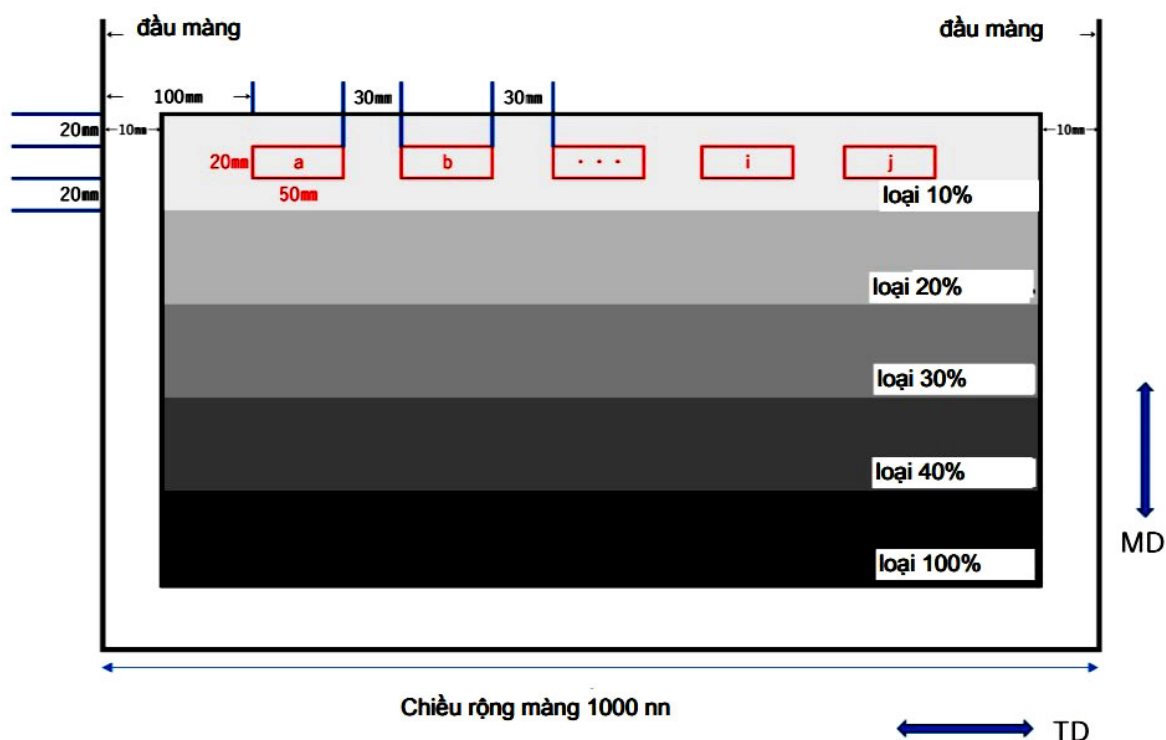 đầu màng
đầu màng
100mm
30mm
30mm
20mm
10mm
10mm
20mm
a
b
· · ·
i
j
20mm
50mm
loại 10%
loại 20%
loại 30%
loại 40%
loại 100%
MD
Chiều rộng màng 1000 nn
TD